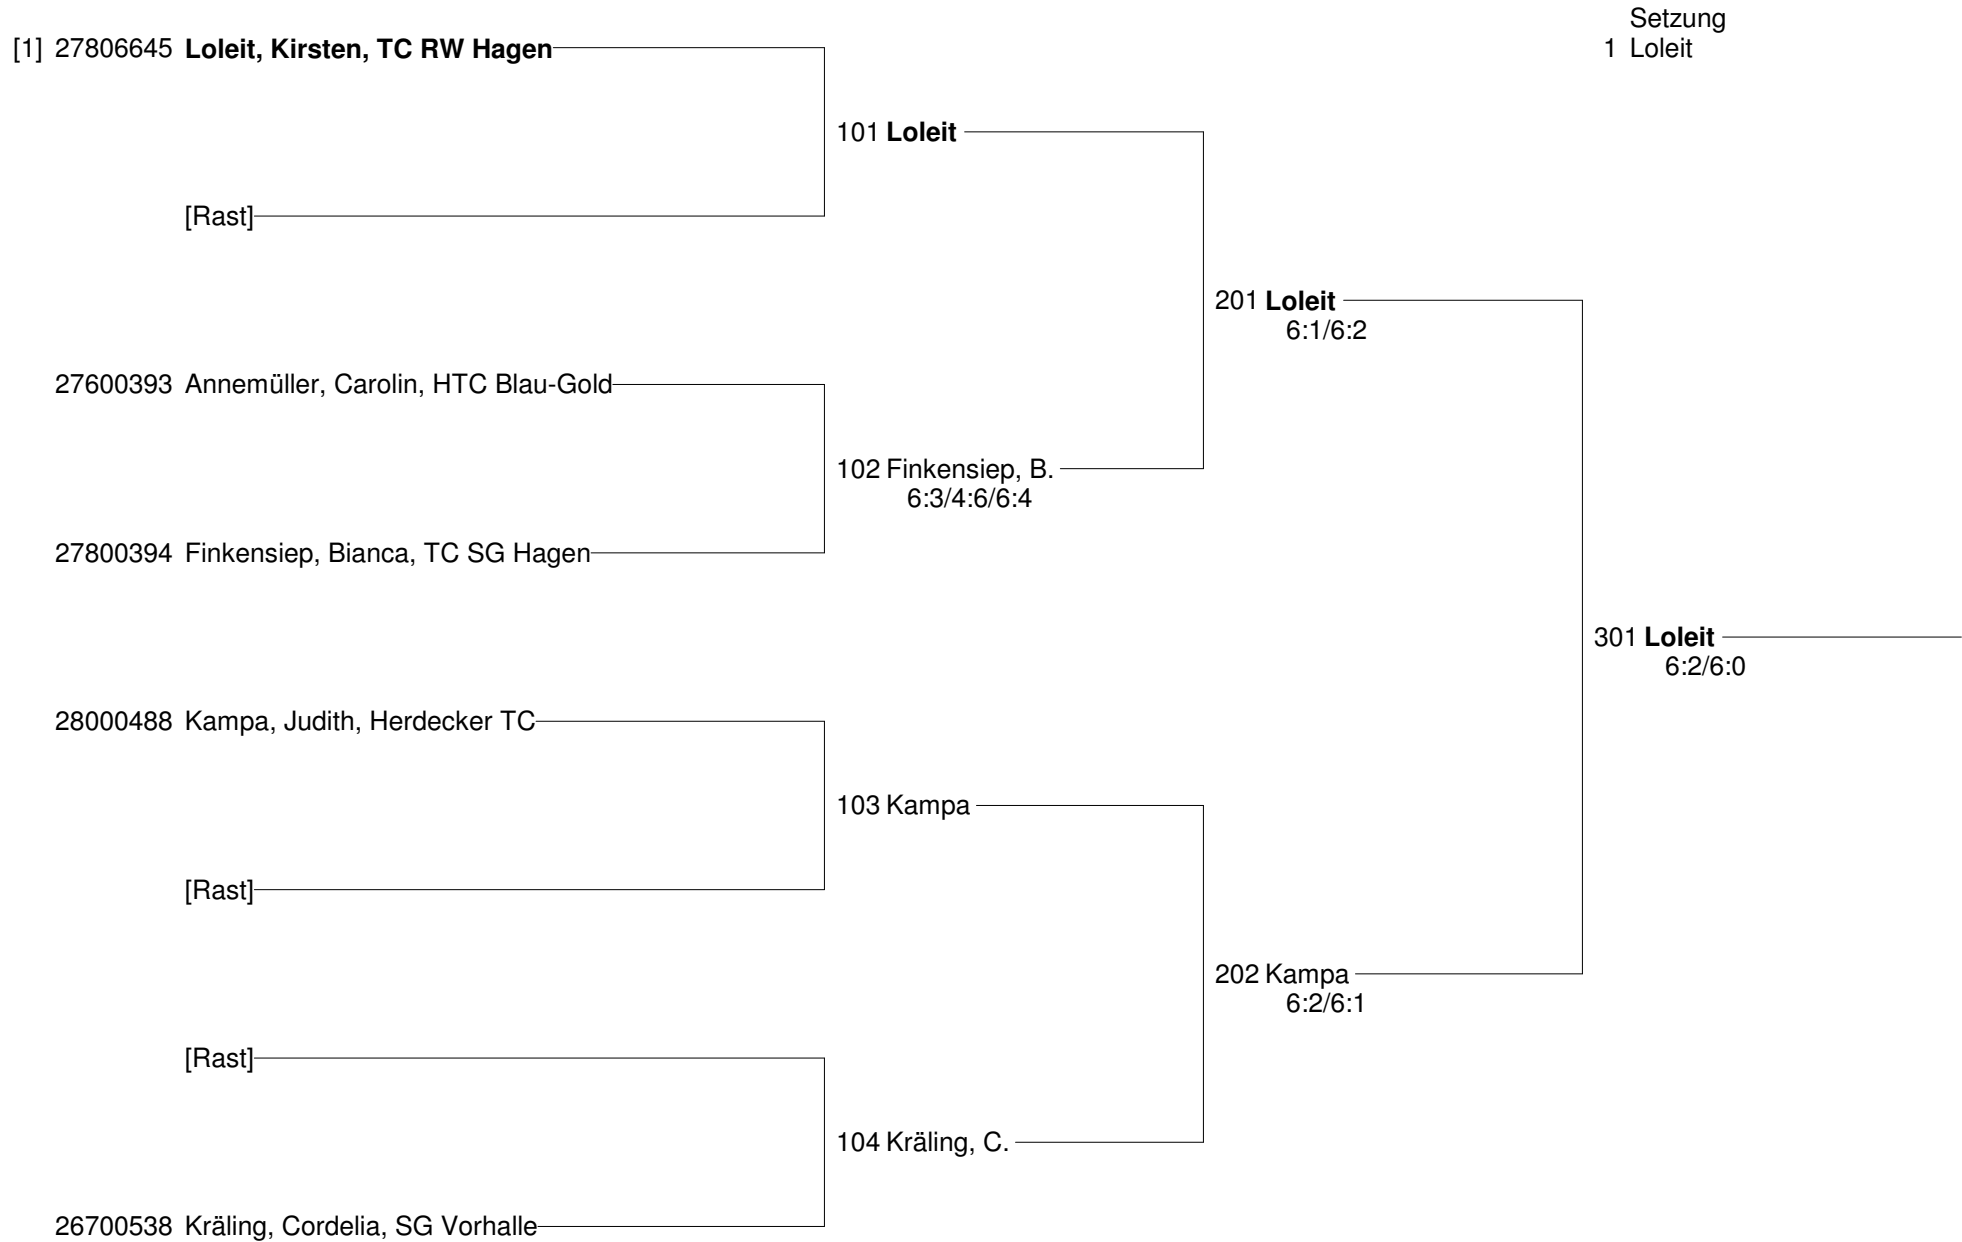 Setzung
1 Loleit
[1] 27806645 Loleit, Kirsten, TC RW Hagen
101 Loleit
[Rast]
201 Loleit
6:1/6:2
27600393 Annemüller, Carolin, HTC Blau-Gold
102 Finkensiep, B.
6:3/4:6/6:4
27800394 Finkensiep, Bianca, TC SG Hagen
301 Loleit
6:2/6:0
28000488 Kampa, Judith, Herdecker TC
103 Kampa
[Rast]
202 Kampa
6:2/6:1
[Rast]
104 Kräling, C.
26700538 Kräling, Cordelia, SG Vorhalle